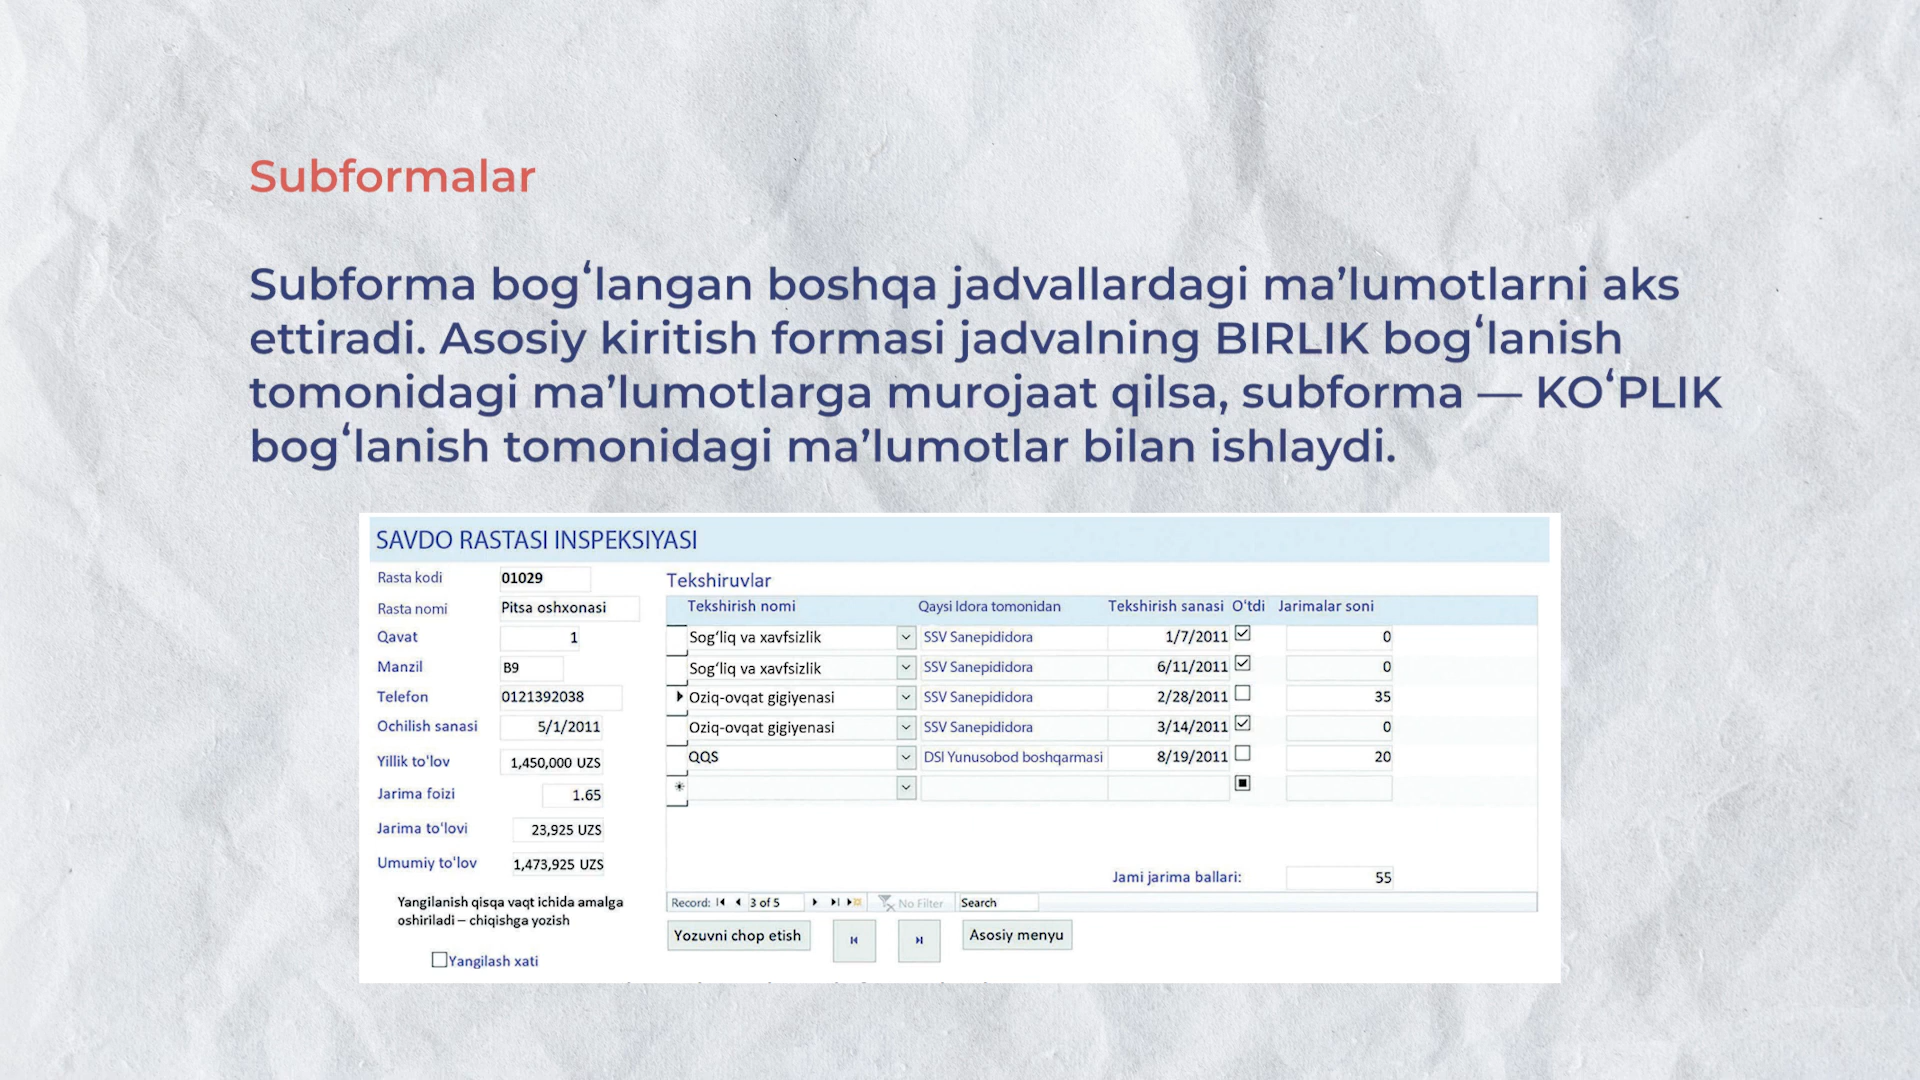 Subformalar
Subforma bogʻlangan boshqa jadvallardagi ma’lumotlarni aks
ettiradi. Asosiy kiritish formasi jadvalning BIRLIK bogʻlanish
tomonidagi ma’lumotlarga murojaat qilsa, subforma — KOʻPLIK
bogʻlanish tomonidagi ma’lumotlar bilan ishlaydi.
SAVDO RASTASI INSPEKSIYASI
Rasta kodi 01029
Rasta nomi Pitsa oshxonasi
Qavat 1
Manzil B9
Telefon 0121392038
Ochilish sanasi 5/1/2011
Yillik to'lov 1,450,000 UZS
Jarima foizi 1.65
Jarima to'lovi 23,925 UZS
Umumiy to'lov 1,473,925 UZS
Yangilanish qisqa vaqt ichida amalga
oshiriladi – chiqishga yozish
Yangilash xati
Tekshiruvlar
Tekshirish nomi Qaysi Idora tomonidan Tekshirish sanasi O'tdi Jarimalar soni
Sog‘liq va xavfsizlik SSV Sanepididora 1/7/2011 0
Sog‘liq va xavfsizlik SSV Sanepididora 6/11/2011 0
Oziq-ovqat gigiyenasi SSV Sanepididora 2/28/2011 35
Oziq-ovqat gigiyenasi SSV Sanepididora 3/14/2011 0
QQS DSI Yunusobod boshqarmasi 8/19/2011 20
Jami jarima ballari: 55
Record: 3 of 5 No Filter Search
Yozuvni chop etish Asosiy menyu